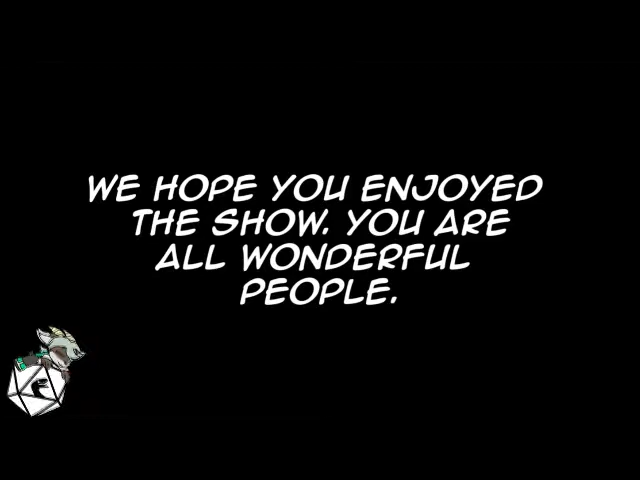 WE HOPE YOU ENJOYED
THE SHOW. YOU ARE
ALL WONDERFUL
PEOPLE.